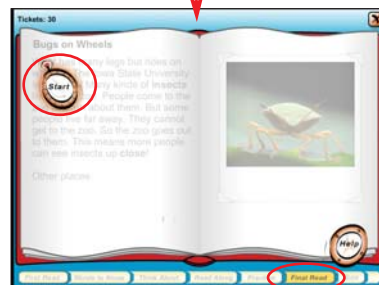 Tickets: 30
Bugs on Wheels
many legs but rides on
Iowa State University
many kinds of insects
People come to the
about them. But some
people live far away. They cannot
get to the zoo. So the zoo goes out
to them. This means more people
can see insects up close!
Other places
Start
Help
First Read
Words to Know
Think About
Read Along
Final Read